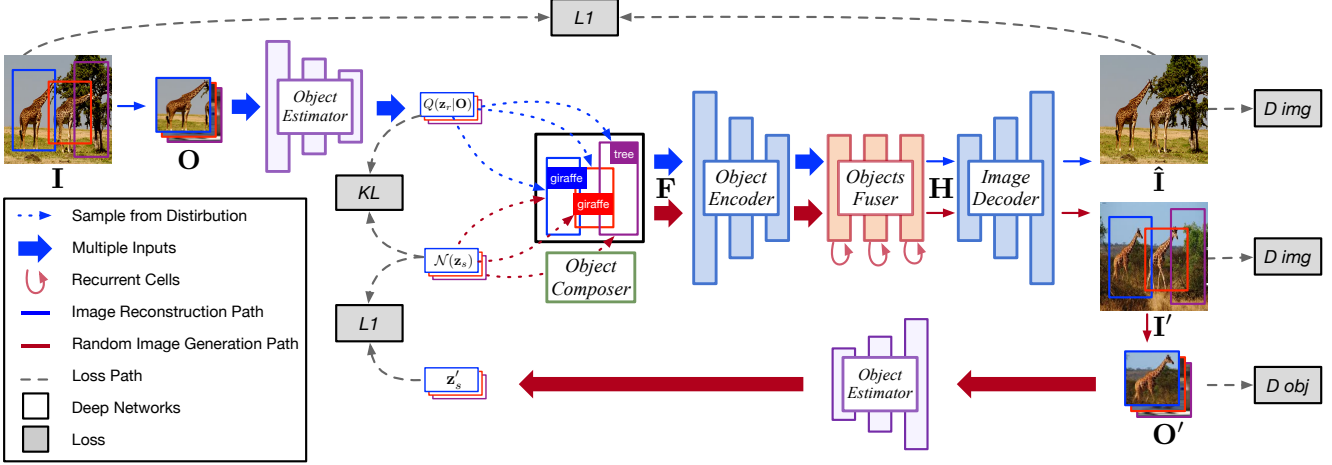 L1
I
O
Object
Estimator
Q(z_r|O)
KL
N(z_s)
L1
z′_s
giraffe
giraffe
tree
Object
Composer
F
Object
Encoder
Objects
Fuser
H
Image
Decoder
Î
D img
I′
D img
O′
D obj
Object
Estimator
Sample from Distirbution
Multiple Inputs
Recurrent Cells
Image Reconstruction Path
Random Image Generation Path
Loss Path
Deep Networks
Loss